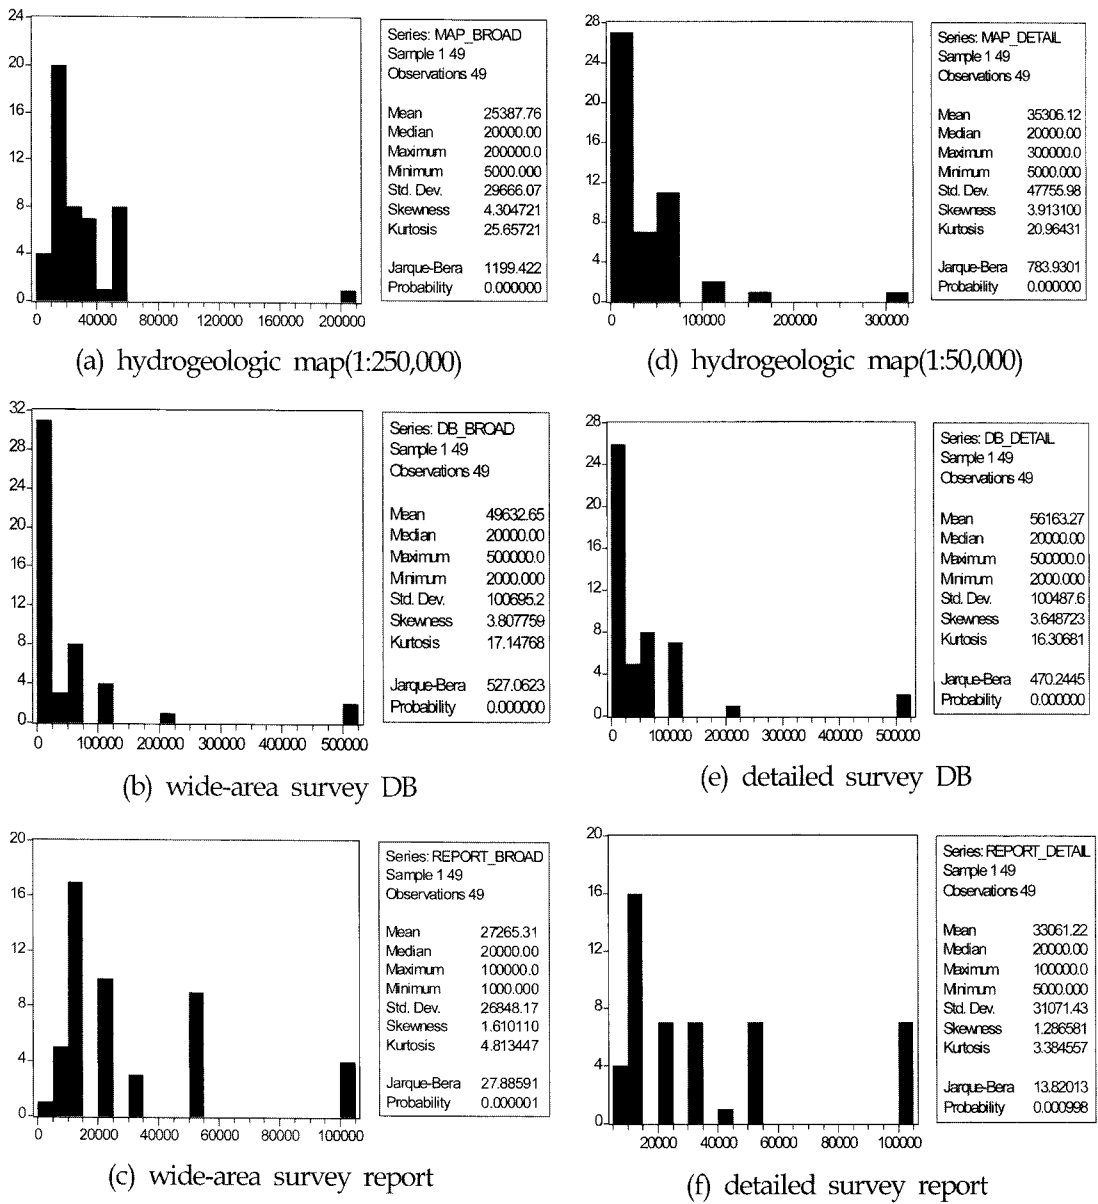 24
20
16
12
8
4
0
0 40000 80000 120000 160000 200000
Series: MAP_BROAD
Sample 1 49
Observations 49
Mean 25387.76
Median 20000.00
Maximum 200000.0
Minimum 5000.000
Std. Dev. 29666.07
Skewness 4.304721
Kurtosis 25.65721
Jarque-Bera 1199.422
Probability 0.000000
(a) hydrogeologic map(1:250,000)
28
24
20
16
12
8
4
0
0 100000 200000 300000
Series: MAP_DETAIL
Sample 1 49
Observations 49
Mean 35306.12
Median 20000.00
Maximum 300000.0
Minimum 5000.000
Std. Dev. 47755.98
Skewness 3.913100
Kurtosis 20.96431
Jarque-Bera 783.9301
Probability 0.000000
(d) hydrogeologic map(1:50,000)
32
28
24
20
16
12
8
4
0
0 100000 200000 300000 400000 500000
Series: DB_BROAD
Sample 1 49
Observations 49
Mean 49632.65
Median 20000.00
Maximum 500000.0
Minimum 2000.000
Std. Dev. 100695.2
Skewness 3.807759
Kurtosis 17.14768
Jarque-Bera 527.0623
Probability 0.000000
(b) wide-area survey DB
28
24
20
16
12
8
4
0
0 100000 200000 300000 400000 500000
Series: DB_DETAIL
Sample 1 49
Observations 49
Mean 56163.27
Median 20000.00
Maximum 500000.0
Minimum 2000.000
Std. Dev. 100487.6
Skewness 3.648723
Kurtosis 16.30681
Jarque-Bera 470.2445
Probability 0.000000
(e) detailed survey DB
20
16
12
8
4
0
0 20000 40000 60000 80000 100000
Series: REPORT_BROAD
Sample 1 49
Observations 49
Mean 27265.31
Median 20000.00
Maximum 100000.0
Minimum 1000.000
Std. Dev. 26848.17
Skewness 1.610110
Kurtosis 4.813447
Jarque-Bera 27.88591
Probability 0.000001
(c) wide-area survey report
20
16
12
8
4
0
20000 40000 60000 80000 100000
Series: REPORT_DETAIL
Sample 1 49
Observations 49
Mean 33061.22
Median 20000.00
Maximum 100000.0
Minimum 5000.000
Std. Dev. 31071.43
Skewness 1.286581
Kurtosis 3.384557
Jarque-Bera 13.82013
Probability 0.000998
(f) detailed survey report